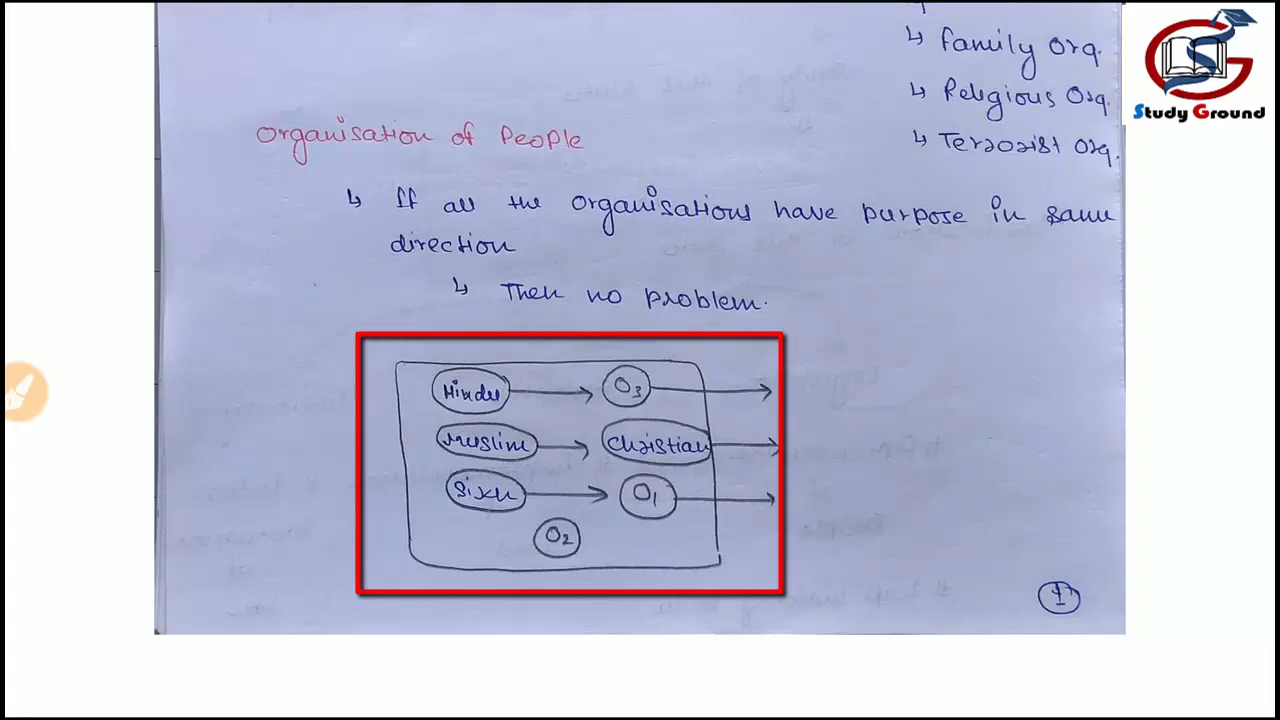 ↳ Family Org.
↳ Religious Org.
↳ Terrorist Org.
Study Ground
Organisation of People
↳ If all the organisations have purpose in same
direction
↳ Then no problem.
Hindu → O3 →
Muslim → Christian →
Sikh → O1 →
O2
1